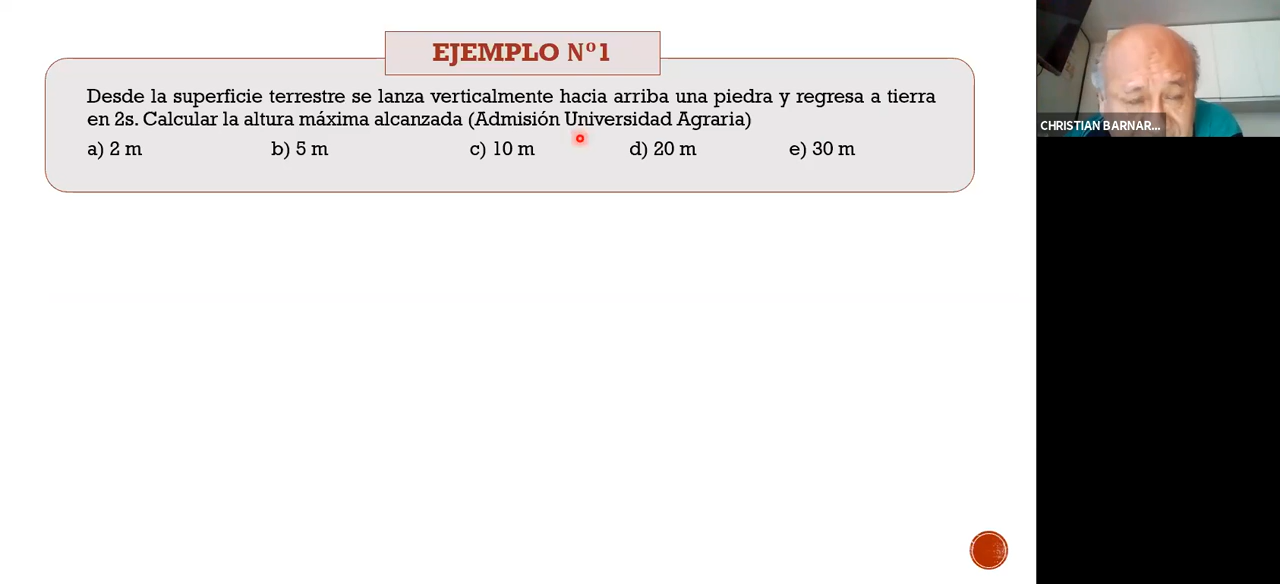 EJEMPLO Nº1
Desde la superficie terrestre se lanza verticalmente hacia arriba una piedra y regresa a tierra
en 2s. Calcular la altura máxima alcanzada (Admisión Universidad Agraria)
a) 2 m b) 5 m c) 10 m d) 20 m e) 30 m
CHRISTIAN BARNAR...